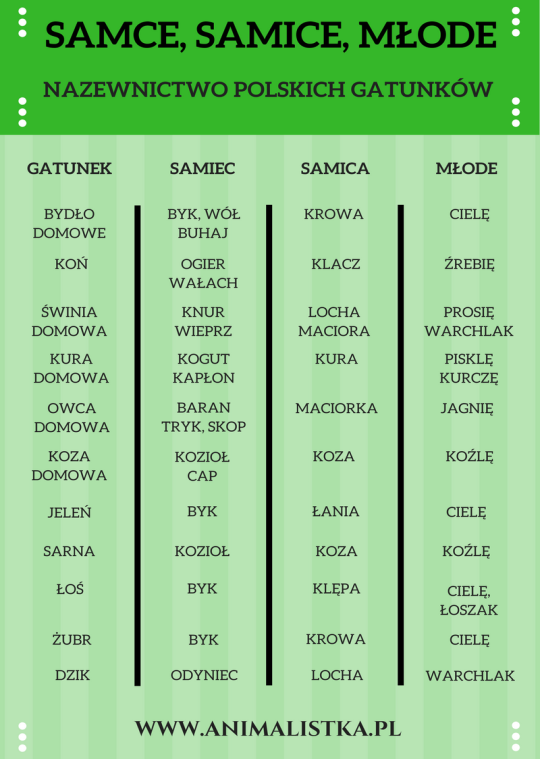 SAMCE, SAMICE, MŁODE
NAZEWNICTWO POLSKICH GATUNKÓW
GATUNEK SAMIEC SAMICA MŁODE
BYDŁO BYK, WÓŁ KROWA CIELĘ
DOMOWE BUHAJ
KOŃ OGIER KLACZ ŹREBIĘ
WAŁACH
ŚWINIA KNUR LOCHA PROSIĘ
DOMOWA WIEPRZ MACIORA WARCHLAK
KURA KOGUT KURA PISKLĘ
DOMOWA KAPŁON KURCZĘ
OWCA BARAN MACIORKA JAGNIĘ
DOMOWA TRYK, SKOP
KOZA KOZIOŁ KOZA KOŹLĘ
DOMOWA CAP
JELEŃ BYK ŁANIA CIELĘ
SARNA KOZIOŁ KOZA KOŹLĘ
ŁOŚ BYK KLĘPA CIELĘ,
ŁOSZAK
ŻUBR BYK KROWA CIELĘ
DZIK ODYNIEC LOCHA WARCHLAK
WWW.ANIMALISTKA.PL